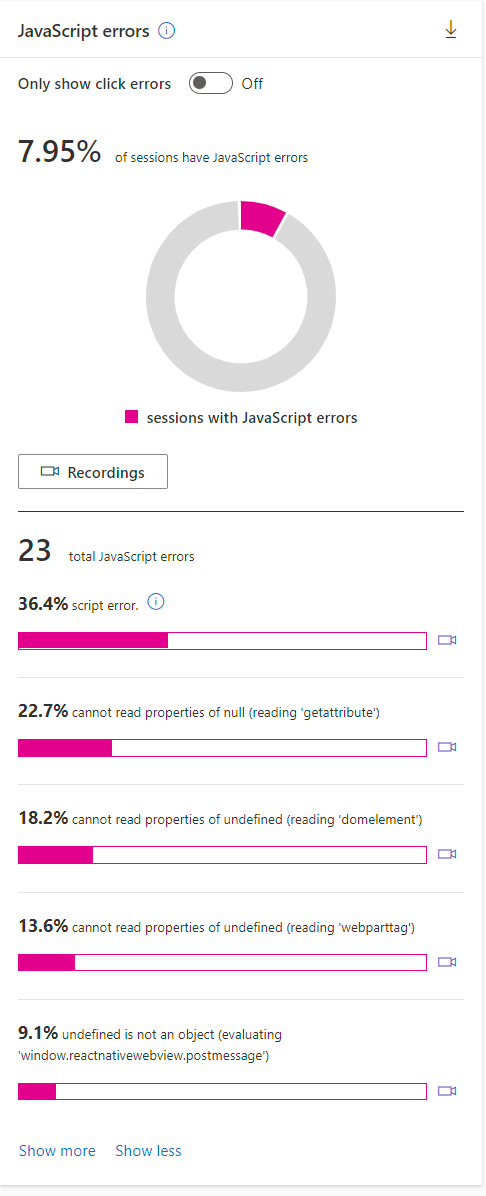 JavaScript errors
Only show click errors Off
7.95% of sessions have JavaScript errors
sessions with JavaScript errors
Recordings
23 total JavaScript errors
36.4% script error.
22.7% cannot read properties of null (reading 'getattribute')
18.2% cannot read properties of undefined (reading 'domelement')
13.6% cannot read properties of undefined (reading 'webparttag')
9.1% undefined is not an object (evaluating
'window.reactnativewebview.postmessage')
Show more Show less